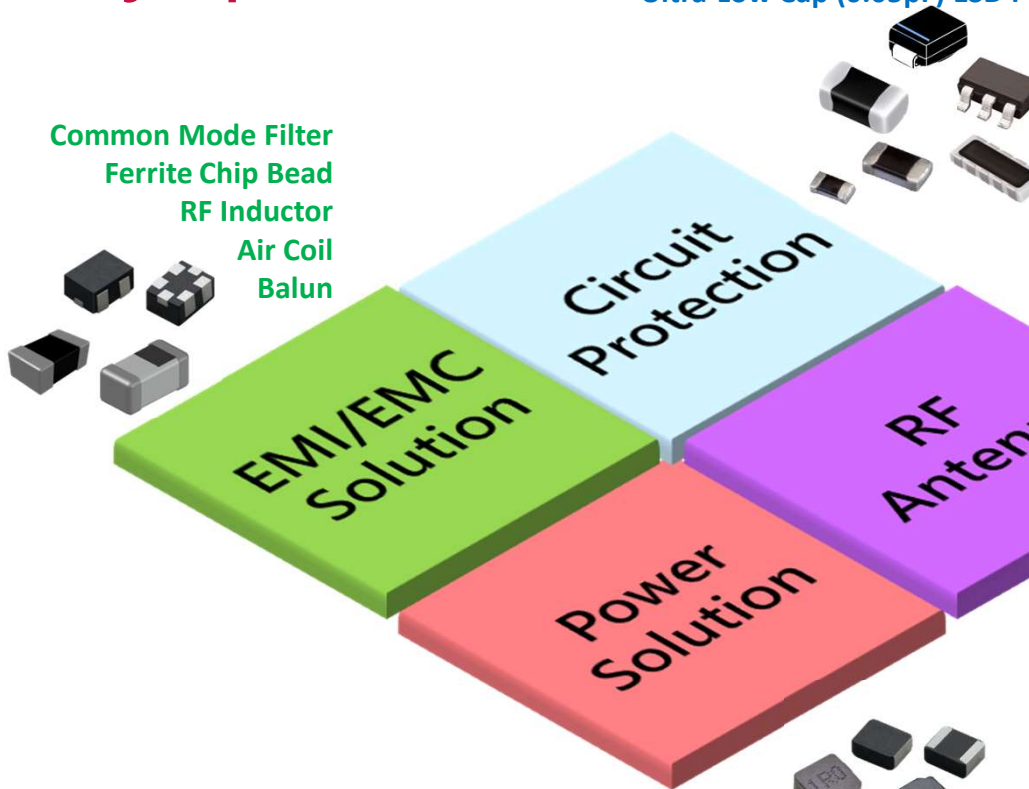 Common Mode Filter
Ferrite Chip Bead
RF Inductor
Air Coil
Balun
Circuit
Protection
EMI/EMC
Solution
RF
Power
Solution
1R0